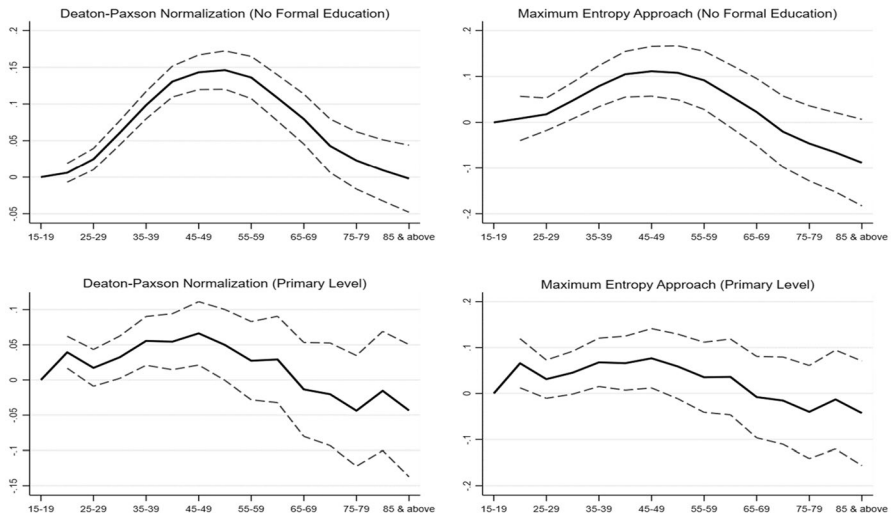 Deaton-Paxson Normalization (No Formal Education)
.2
.15
.1
.05
0
-.05
15-19 25-29 35-39 45-49 55-59 65-69 75-79 85 & above
Maximum Entropy Approach (No Formal Education)
.2
.1
0
-.1
-.2
15-19 25-29 35-39 45-49 55-59 65-69 75-79 85 & above
Deaton-Paxson Normalization (Primary Level)
.1
.05
0
-.05
-.1
-.15
15-19 25-29 35-39 45-49 55-59 65-69 75-79 85 & above
Maximum Entropy Approach (Primary Level)
.2
.1
0
-.1
-.2
15-19 25-29 35-39 45-49 55-59 65-69 75-79 85 & above